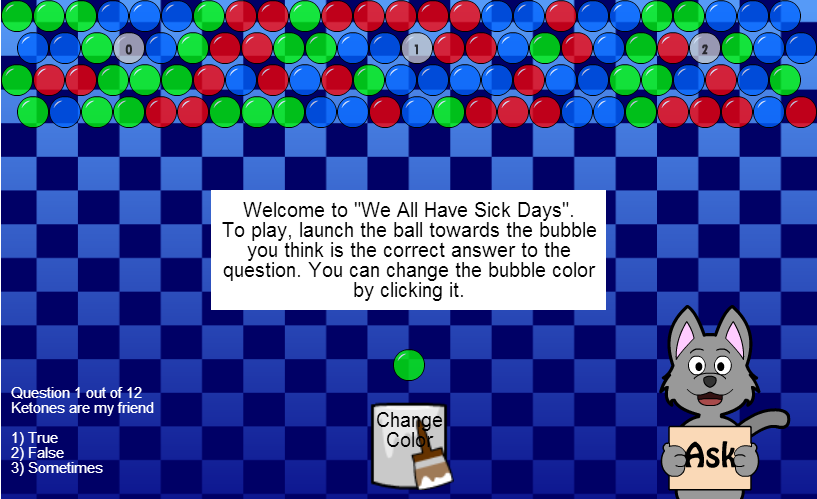 0 1 2
Welcome to "We All Have Sick Days".
To play, launch the ball towards the bubble
you think is the correct answer to the
question. You can change the bubble color
by clicking it.
Question 1 out of 12
Ketones are my friend
1) True
2) False
3) Sometimes
Change
Color
Ask